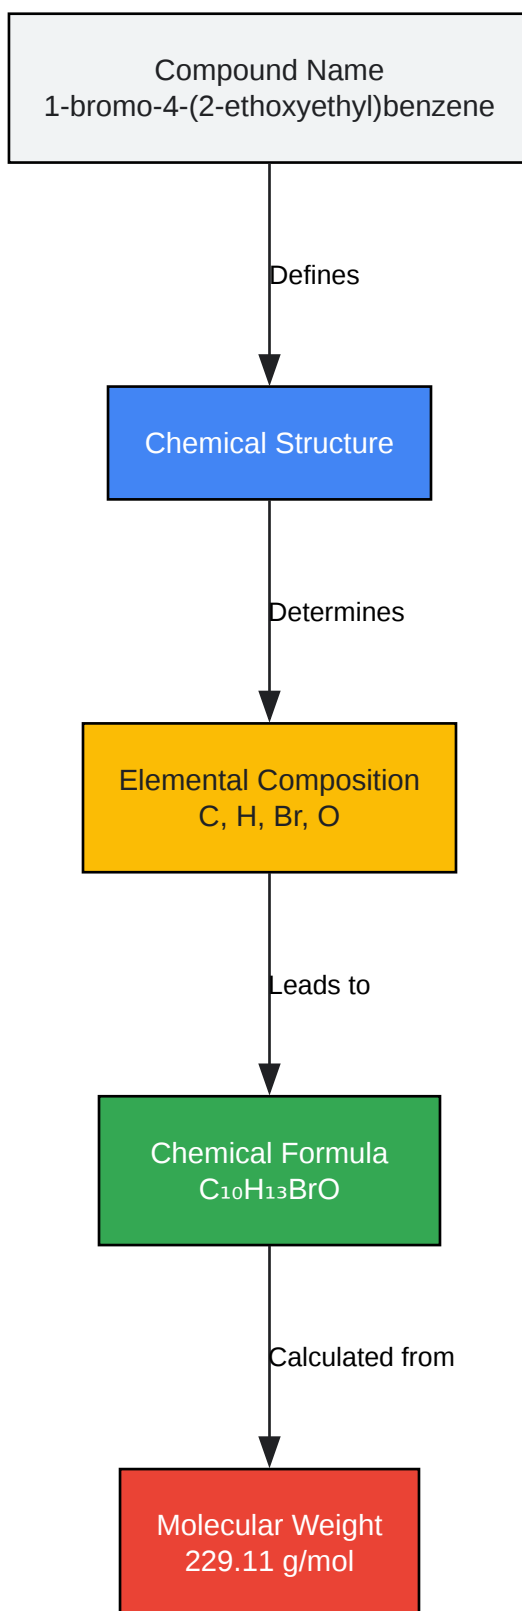 Compound Name
1-bromo-4-(2-ethoxyethyl)benzene
Defines
Chemical Structure
Determines
Elemental Composition
C, H, Br, O
Leads to
Chemical Formula
C₁₀H₁₃BrO
Calculated from
Molecular Weight
229.11 g/mol